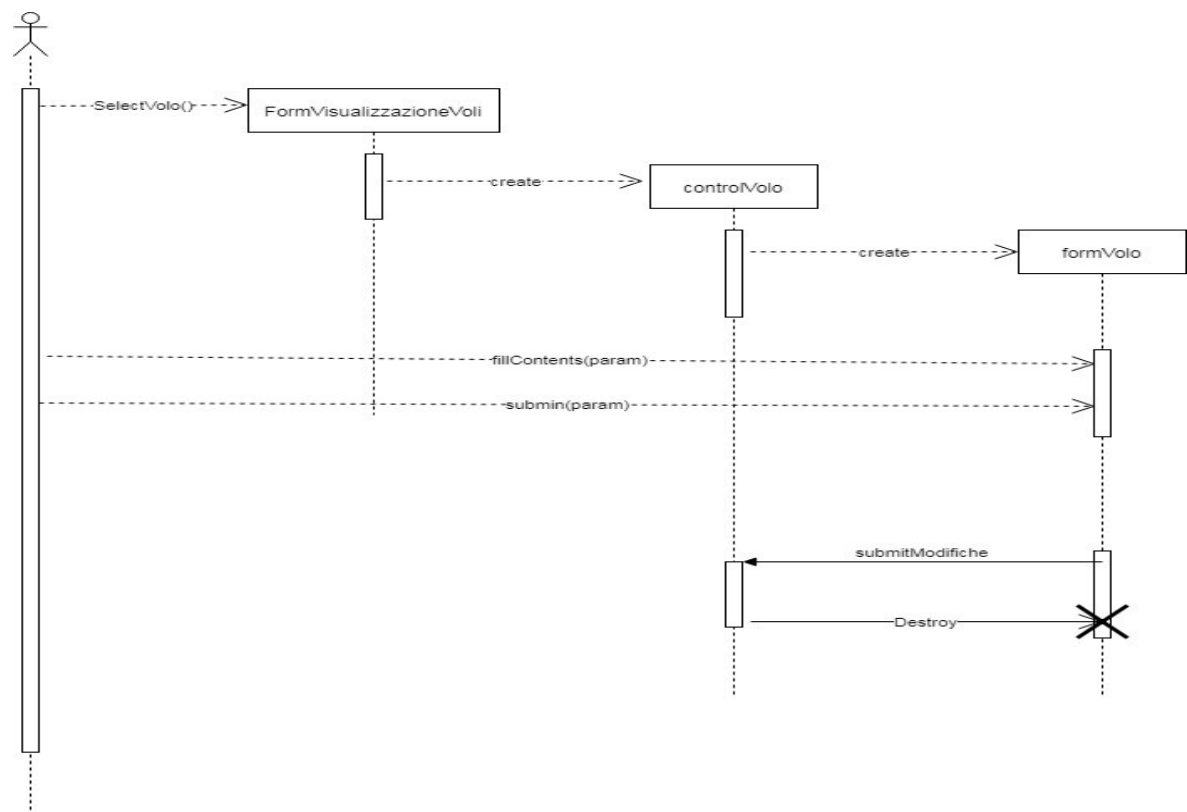 SelectVolo()
FormVisualizzazioneVoli
create
controlVolo
create
formVolo
fillContents(param)
submin(param)
submitModifiche
Destroy